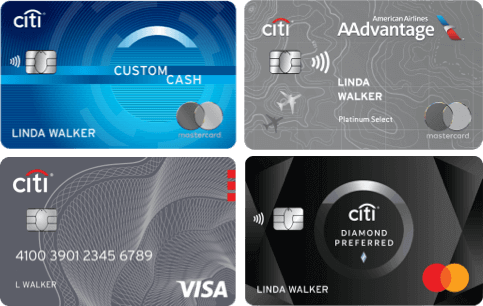 citi
CUSTOM
CASH
LINDA WALKER
mastercard
citi
American Airlines
AAdvantage
LINDA
WALKER
Platinum Select
mastercard
citi
4100 3901 2345 6789
L WALKER
VISA
citi
DIAMOND
PREFERRED
LINDA WALKER